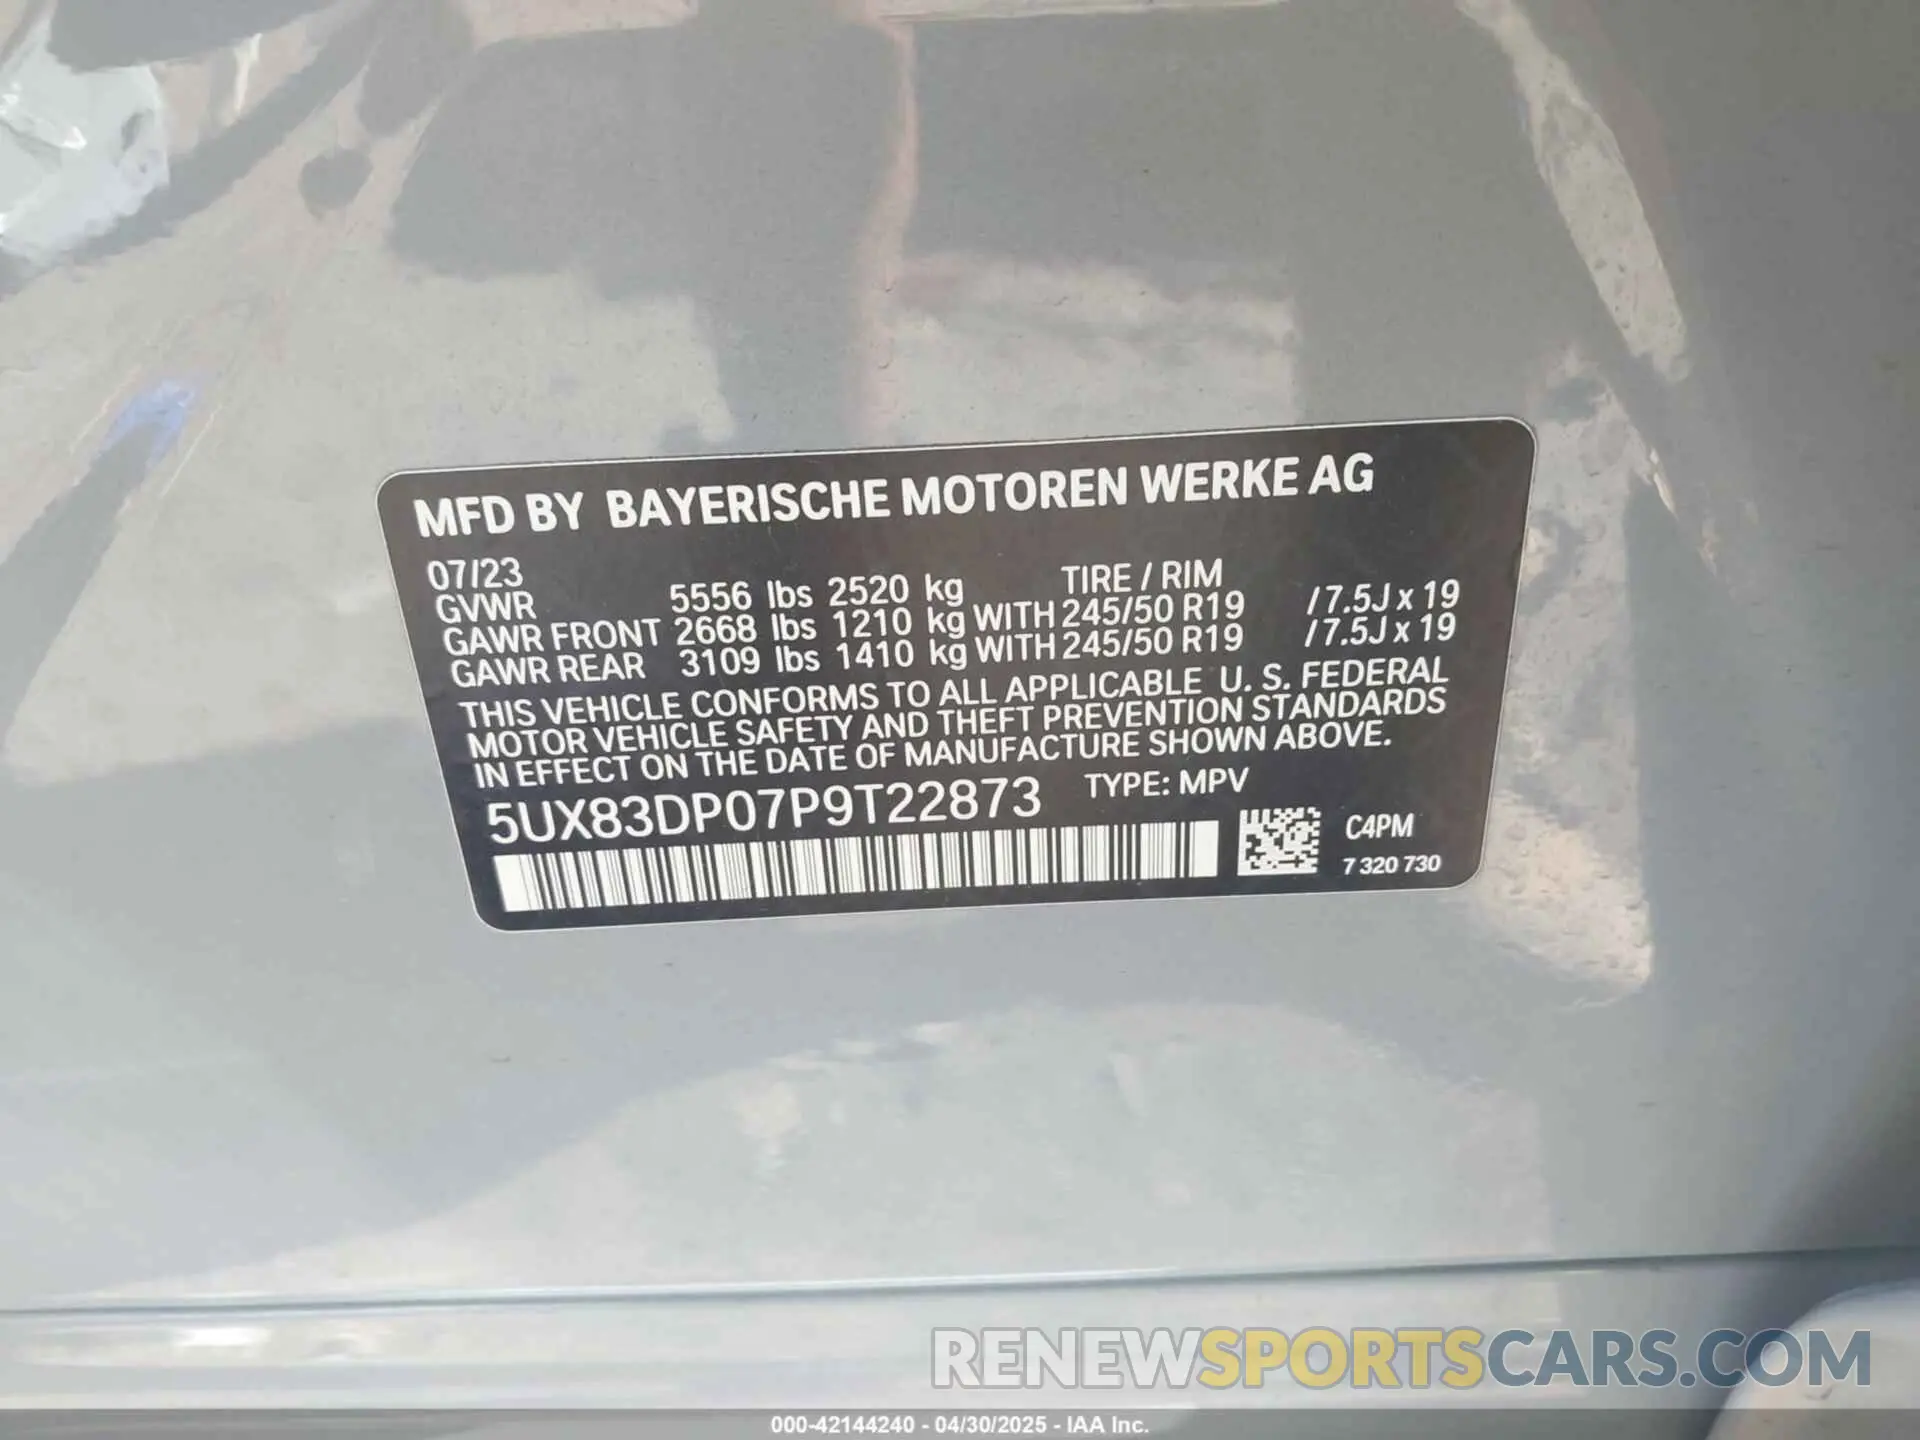 MFD BY BAYERISCHE MOTOREN WERKE AG
07/23 TIRE / RIM
GVWR 5556 lbs 2520 kg
GAWR FRONT 2668 lbs 1210 kg WITH 245/50 R19 / 7.5J x 19
GAWR REAR 3109 lbs 1410 kg WITH 245/50 R19 / 7.5J x 19
THIS VEHICLE CONFORMS TO ALL APPLICABLE U. S. FEDERAL
MOTOR VEHICLE SAFETY AND THEFT PREVENTION STANDARDS
IN EFFECT ON THE DATE OF MANUFACTURE SHOWN ABOVE.
5UX83DP07P9T22873 TYPE: MPV
C4PM
7 320 730
RENEWSPORTSCARS.COM
000-42144240 - 04/30/2025 - IAA Inc.